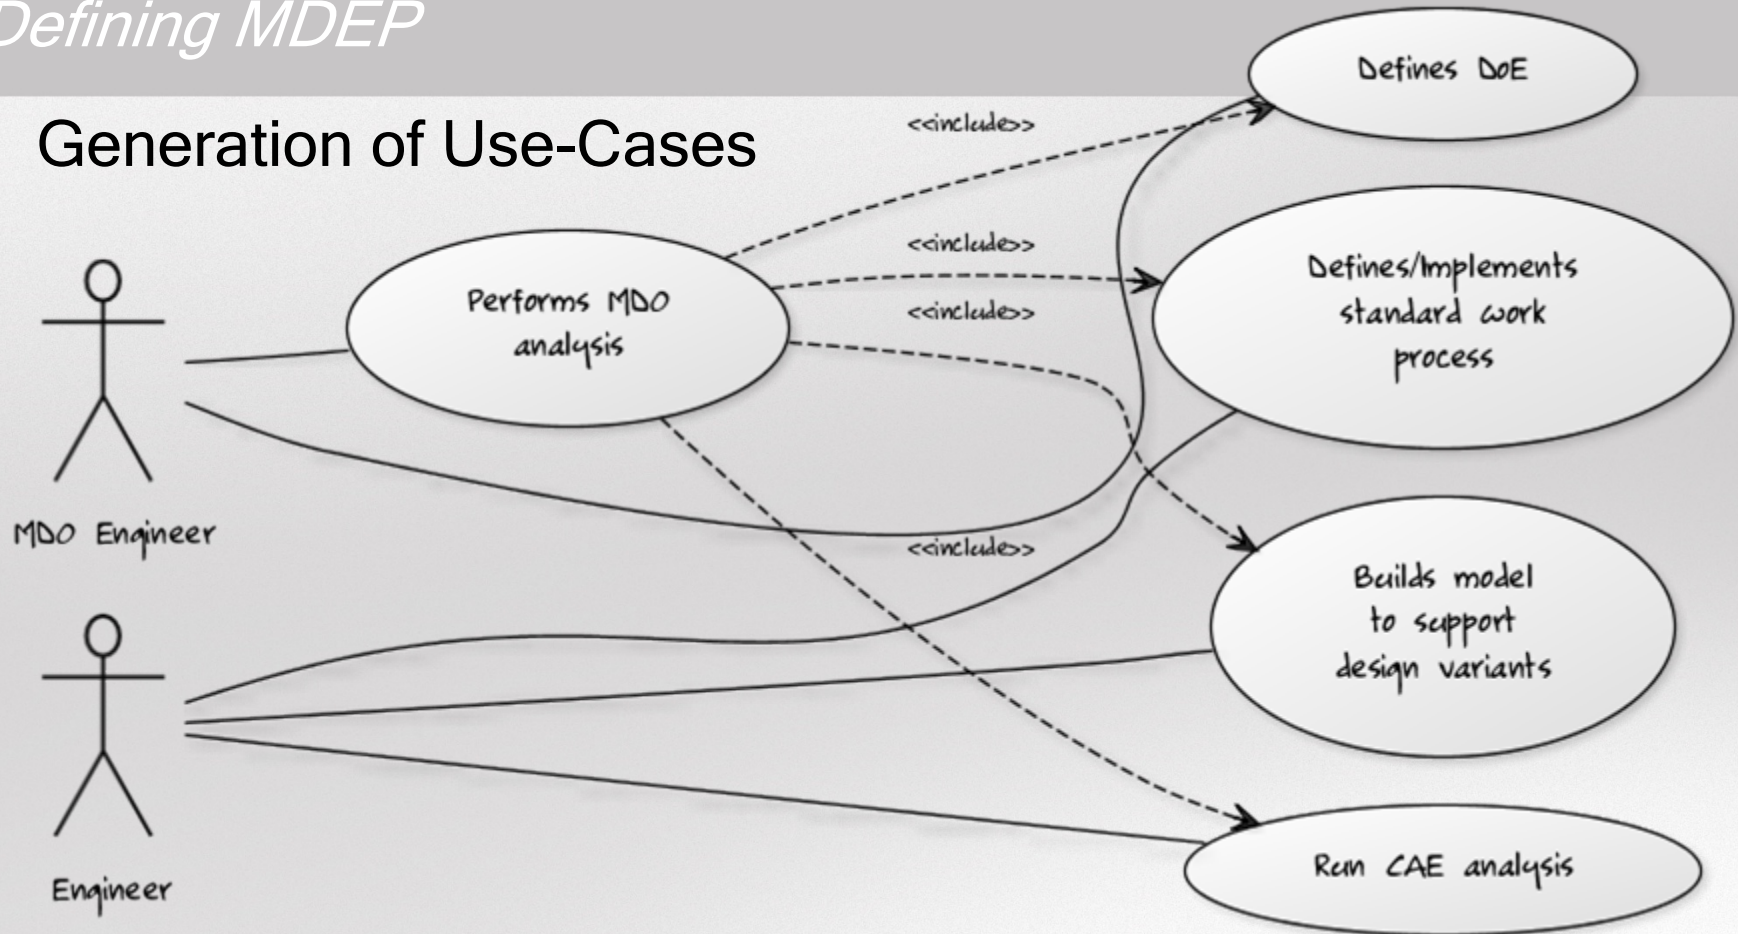 Defining MDEP
Generation of Use-Cases
Defines DoE
<<include>>
<<include>>
<<include>>
<<include>>
Performs MDO
analysis
Defines/Implements
standard work
process
MDO Engineer
Builds model
to support
design variants
Engineer
Run CAE analysis